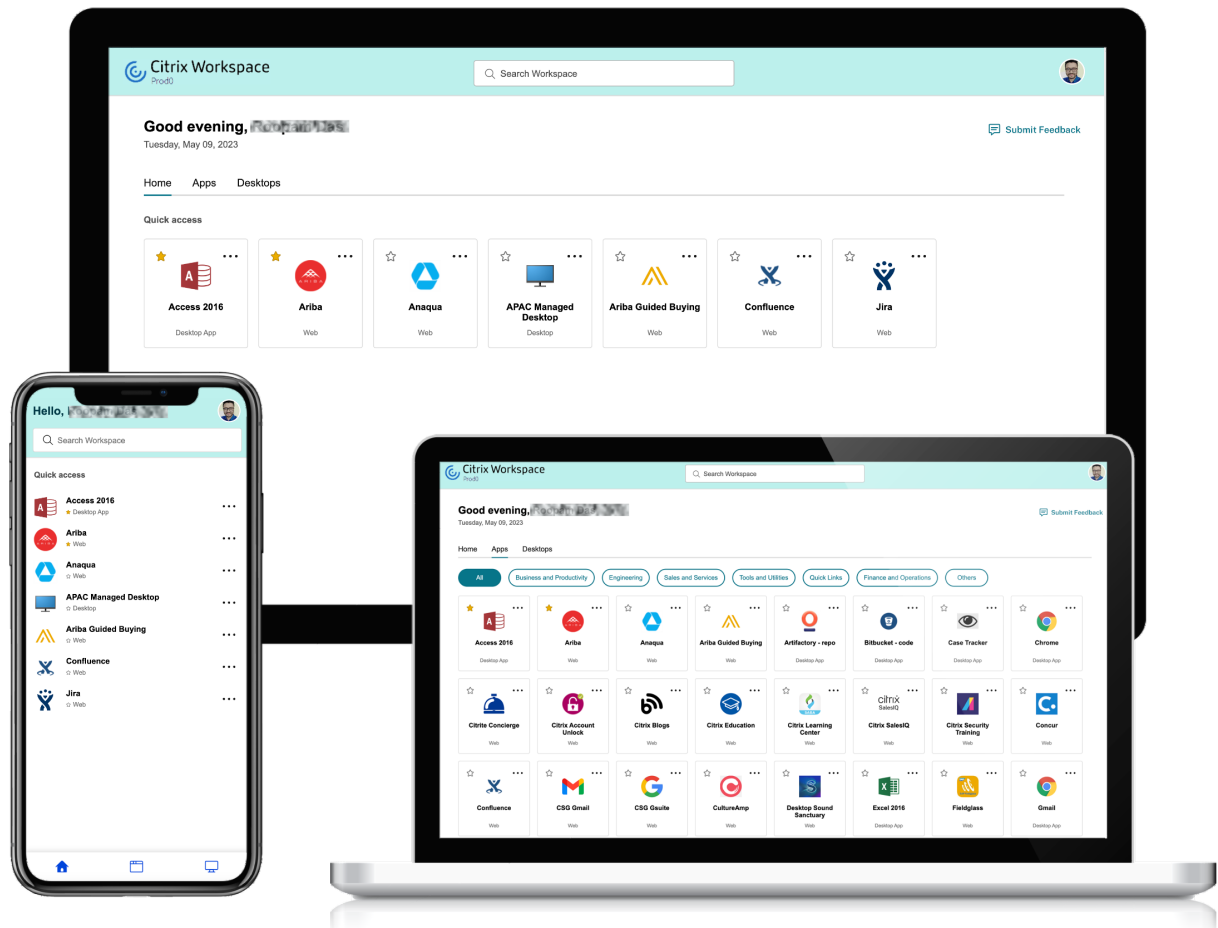 Citrix Workspace
Prod0
Search Workspace
Good evening,
Tuesday, May 09, 2023
Submit Feedback
Home Apps Desktops
Quick access
Access 2016
Desktop App
ARIBA
Ariba
Web
Anaqua
Web
APAC Managed
Desktop
Desktop
Ariba Guided Buying
Web
Confluence
Web
Jira
Web
Hello,
Search Workspace
Quick access
Access 2016
Desktop App
Ariba
Web
Anaqua
Web
APAC Managed Desktop
Desktop
Ariba Guided Buying
Web
Confluence
Web
Jira
Web
Citrix Workspace
Prod0
Search Workspace
Good evening,
Tuesday, May 09, 2023
Submit Feedback
Home Apps Desktops
All Business and Productivity Engineering Sales and Services Tools and Utilities Quick Links Finance and Operations Others
Access 2016
Desktop App
Ariba
Web
Anaqua
Web
Ariba Guided Buying
Web
Artifactory - repo
Desktop App
Bitbucket - code
Desktop App
Case Tracker
Desktop App
Chrome
Desktop App
Citrite Concierge
Web
Citrix Account
Unlock
Web
Citrix Blogs
Web
Citrix Education
Web
Citrix Learning
Center
Web
citrix
SalesIQ
Citrix SalesIQ
Web
Citrix Security
Training
Web
Concur
Web
Confluence
Web
CSG Gmail
Web
CSG Gsuite
Web
CultureAmp
Web
Desktop Sound
Sanctuary
Web
Excel 2016
Desktop App
Fieldglass
Web
Gmail
Desktop App